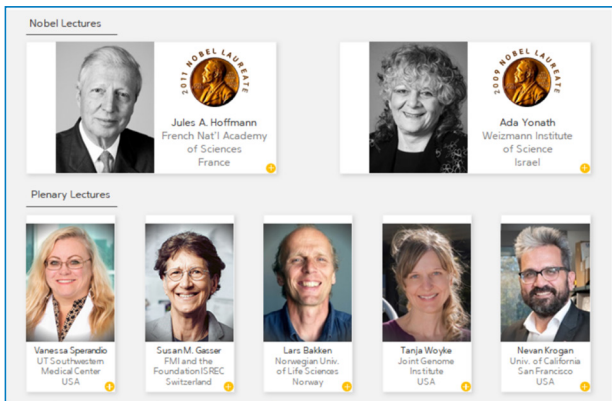 Nobel Lectures
2011 NOBEL LAUREATE
Jules A. Hoffmann
French Nat'l Academy
of Sciences
France
2009 NOBEL LAUREATE
Ada Yonath
Weizmann Institute
of Science
Israel
Plenary Lectures
Vanessa Sperandio
UT Southwestern
Medical Center
USA
Susan M. Gasser
FMI and the
Foundation ISREC
Switzerland
Lars Bakken
Norwegian Univ.
of Life Sciences
Norway
Tanja Woyke
Joint Genome
Institute
USA
Nevan Krogan
Univ. of California
San Francisco
USA